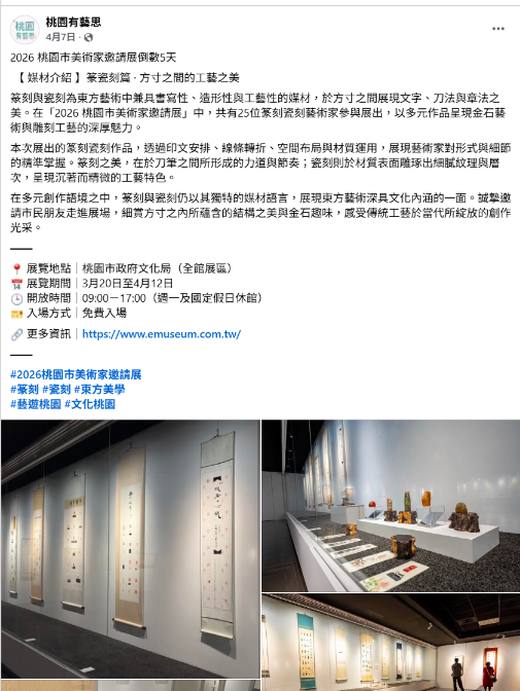 桃園有藝思
4月7日
2026 桃園市美術家邀請展倒數5天
【 媒材介紹 】篆瓷刻篇 · 方寸之間的工藝之美
篆刻與瓷刻為東方藝術中兼具書寫性、造形性與工藝性的媒材，於方寸之間展現文字、刀法與章法之
美。在「2026 桃園市美術家邀請展」中，共有25位篆瓷刻藝術家參與展出，以多元作品呈現金石藝
術與雕刻工藝的深厚魅力。
本次展出的篆刻瓷刻作品，透過印文安排、線條轉折、空間布局與材質運用，展現藝術家對形式與細節
的精準掌握。篆刻之美，在於刀筆之間所形成的力道與節奏；瓷刻則於材質表面雕琢出細膩紋理與層
次，呈現沉著而精微的工藝特色。
在多元創作語境之中，篆刻與瓷刻仍以其獨特的媒材語言，展現東方藝術深具文化內涵的一面。誠摯邀
請市民朋友走進展場，細賞方寸之內所蘊含的結構之美與金石趣味，感受傳統工藝於當代所綻放的創作
光采。
展覽地點｜桃園市政府文化局（全館展區）
展覽期間｜3月20日至4月12日
開放時間｜09:00－17:00（週一及國定假日休館）
入場方式｜免費入場
更多資訊｜https://www.emuseum.com.tw/
#2026桃園市美術家邀請展
#篆刻 #瓷刻 #東方美學
#藝遊桃園 #文化桃園